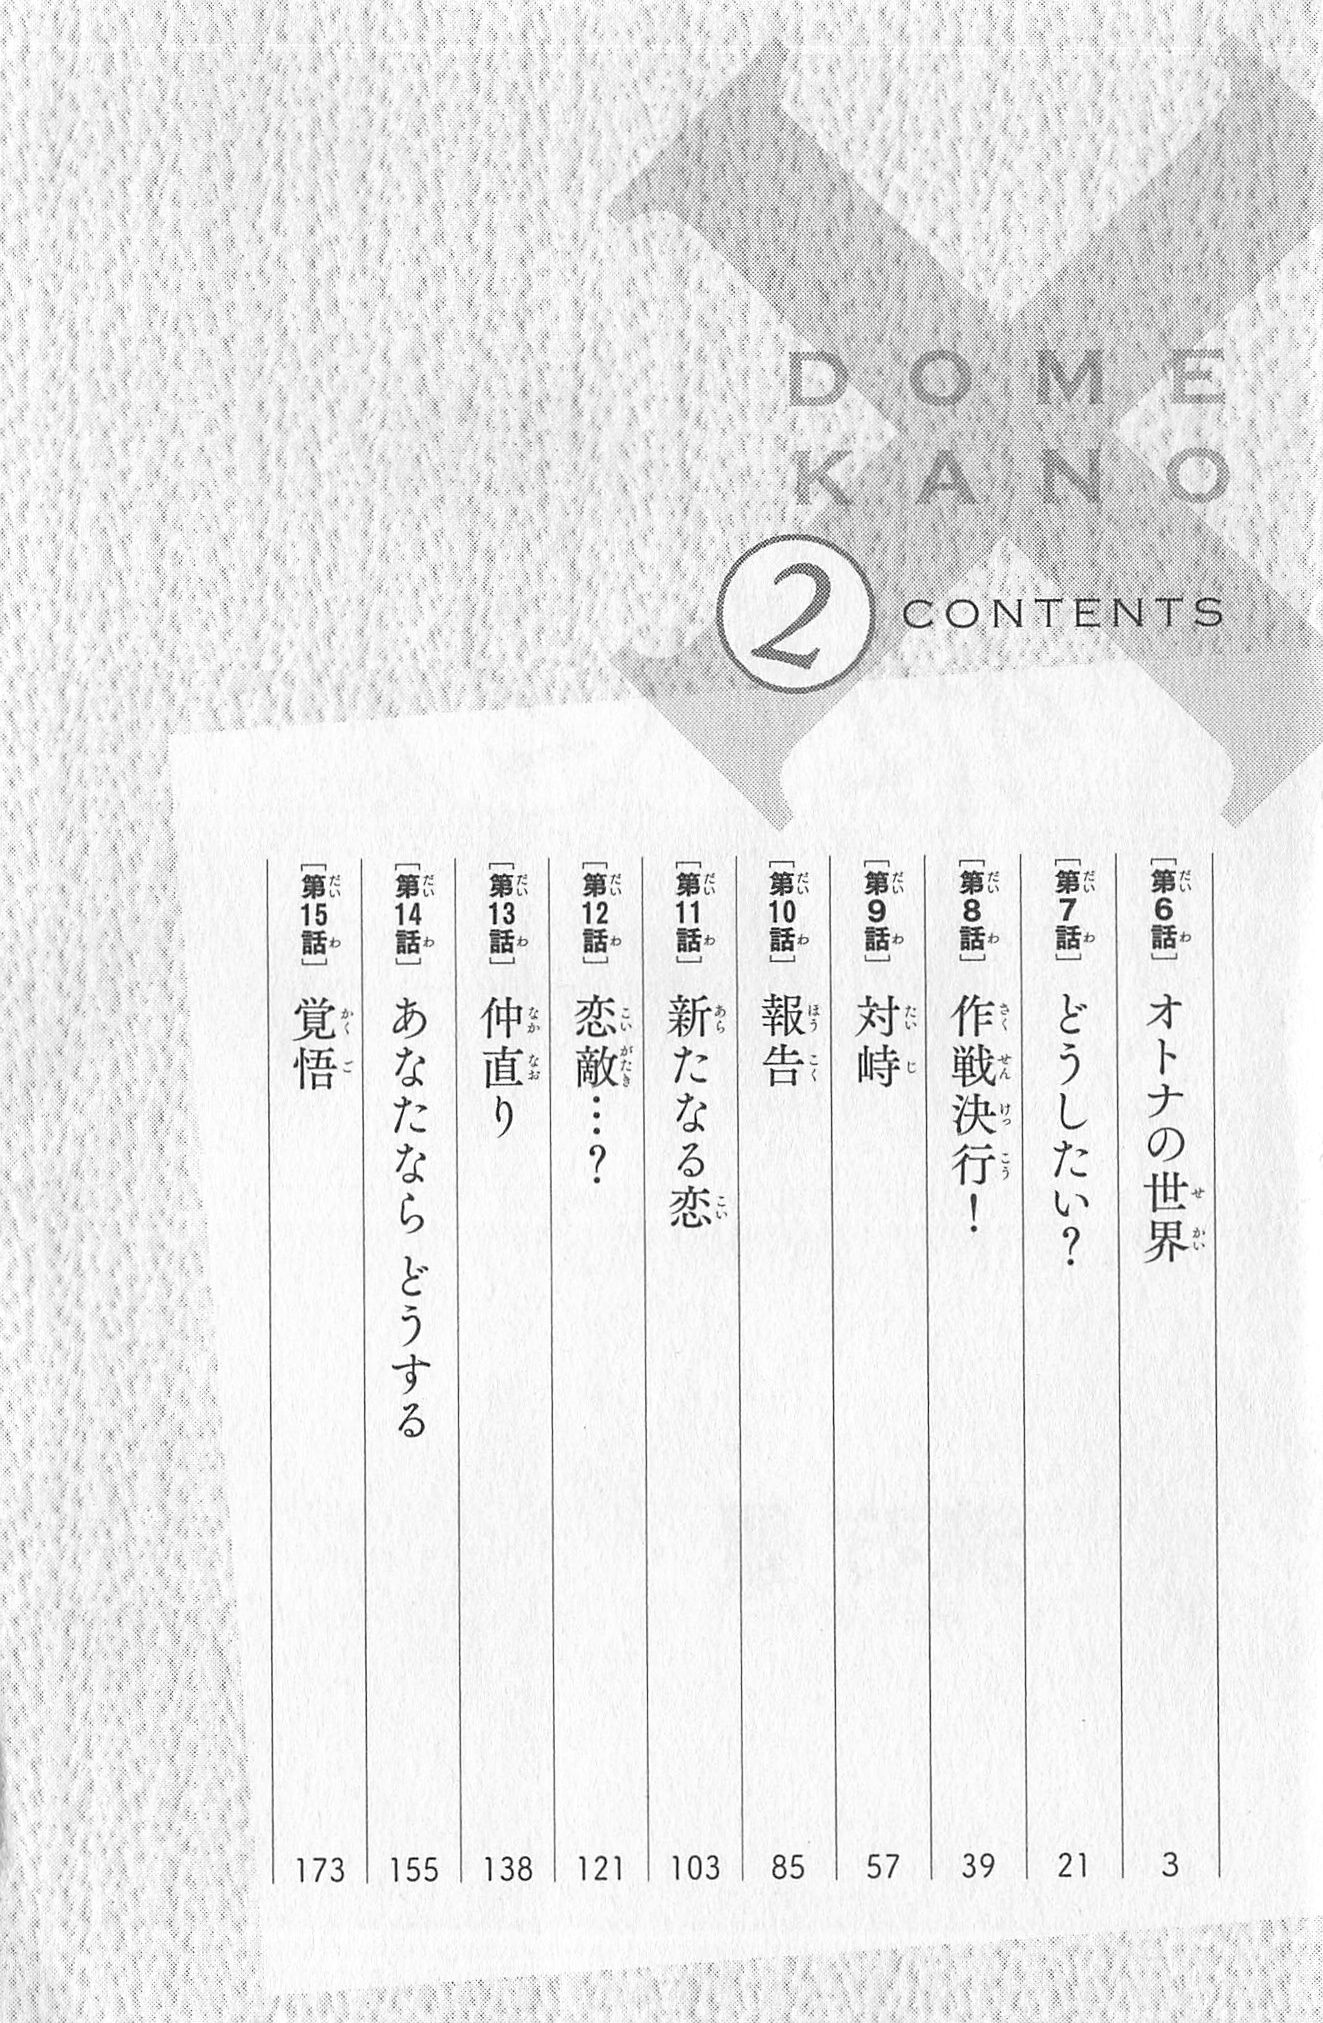 DOME
KANO
2 CONTENTS
[第6話] オトナの世界 3
[第7話] どうしたい? 21
[第8話] 作戦決行! 39
[第9話] 対峙 57
[第10話] 報告 85
[第11話] 新たなる恋 103
[第12話] 恋敵…? 121
[第13話] 仲直り 138
[第14話] あなたなら どうする 155
[第15話] 覚悟 173